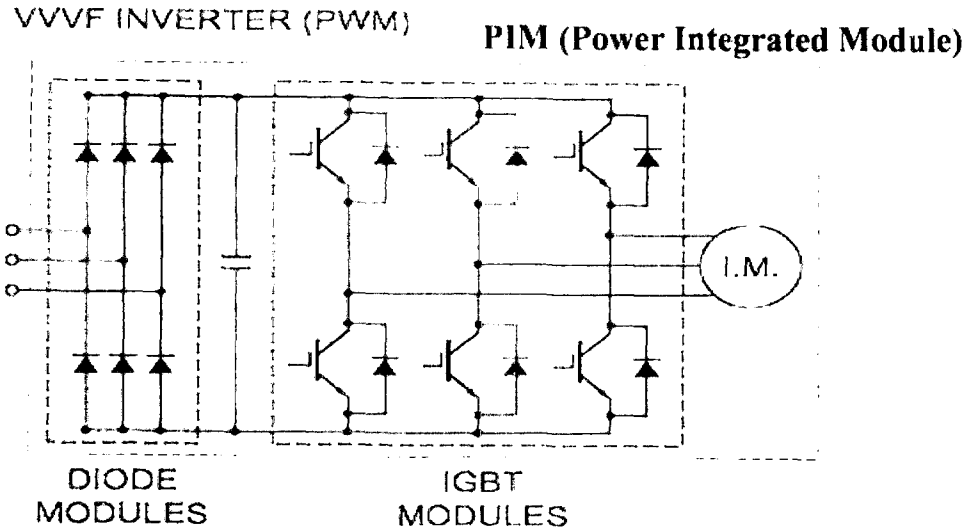 VVVF INVERTER (PWM)
PIM (Power Integrated Module)
I.M.
DIODE
MODULES
IGBT
MODULES